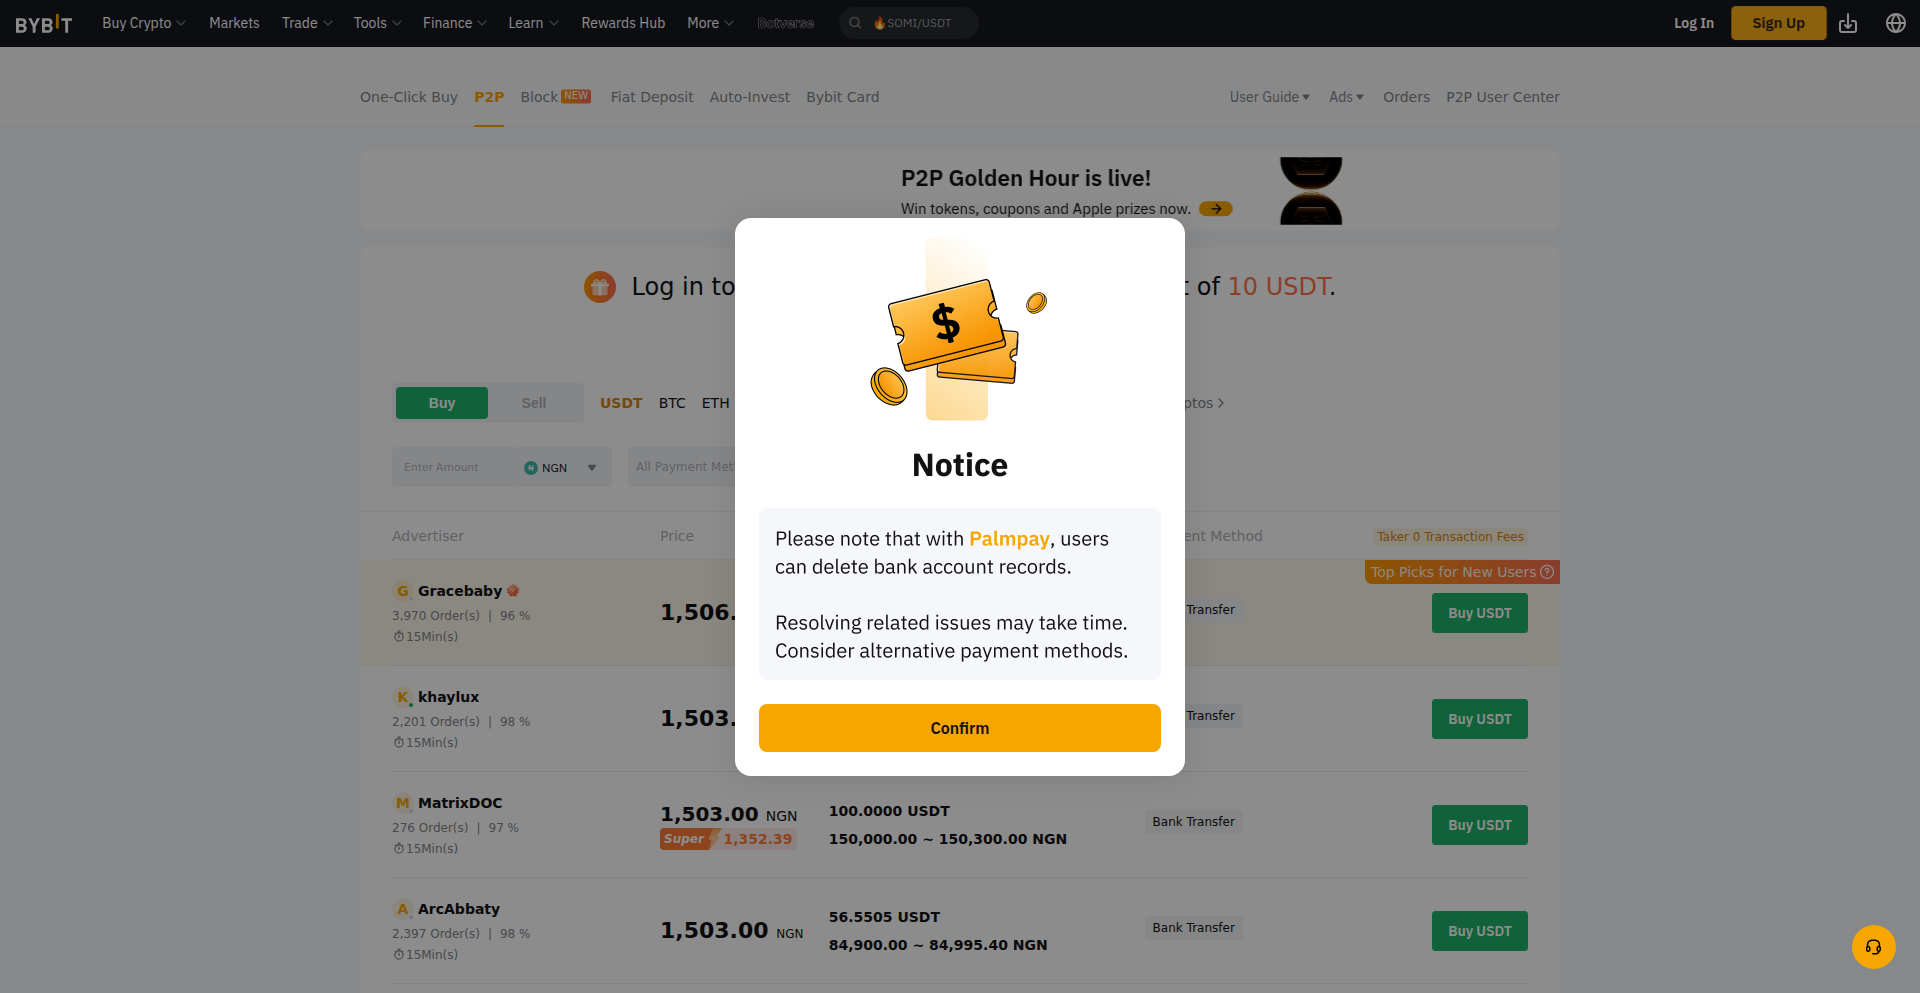 BYBIT Buy Crypto Markets Trade Tools Finance Learn Rewards Hub More Botverse 🔥SOMI/USDT Log In Sign Up
One-Click Buy P2P Block NEW Fiat Deposit Auto-Invest Bybit Card User Guide Ads Orders P2P User Center
P2P Golden Hour is live!
Win tokens, coupons and Apple prizes now.
Log in to of 10 USDT.
Buy Sell USDT BTC ETH
Enter Amount NGN All Payment
Advertiser Price Method Taker 0 Transaction Fees
Top Picks for New Users
Gracebaby
3,970 Order(s) | 96 %
15Min(s)
1,506.
Transfer
Buy USDT
khaylux
2,201 Order(s) | 98 %
15Min(s)
1,503.
Transfer
Buy USDT
MatrixDOC
276 Order(s) | 97 %
15Min(s)
1,503.00 NGN
Super 1,352.39
100.0000 USDT
150,000.00 ~ 150,300.00 NGN
Bank Transfer
Buy USDT
ArcAbbaty
2,397 Order(s) | 98 %
15Min(s)
1,503.00 NGN
56.5505 USDT
84,900.00 ~ 84,995.40 NGN
Bank Transfer
Buy USDT
$
Notice
Please note that with Palmpay, users
can delete bank account records.
Resolving related issues may take time.
Consider alternative payment methods.
Confirm